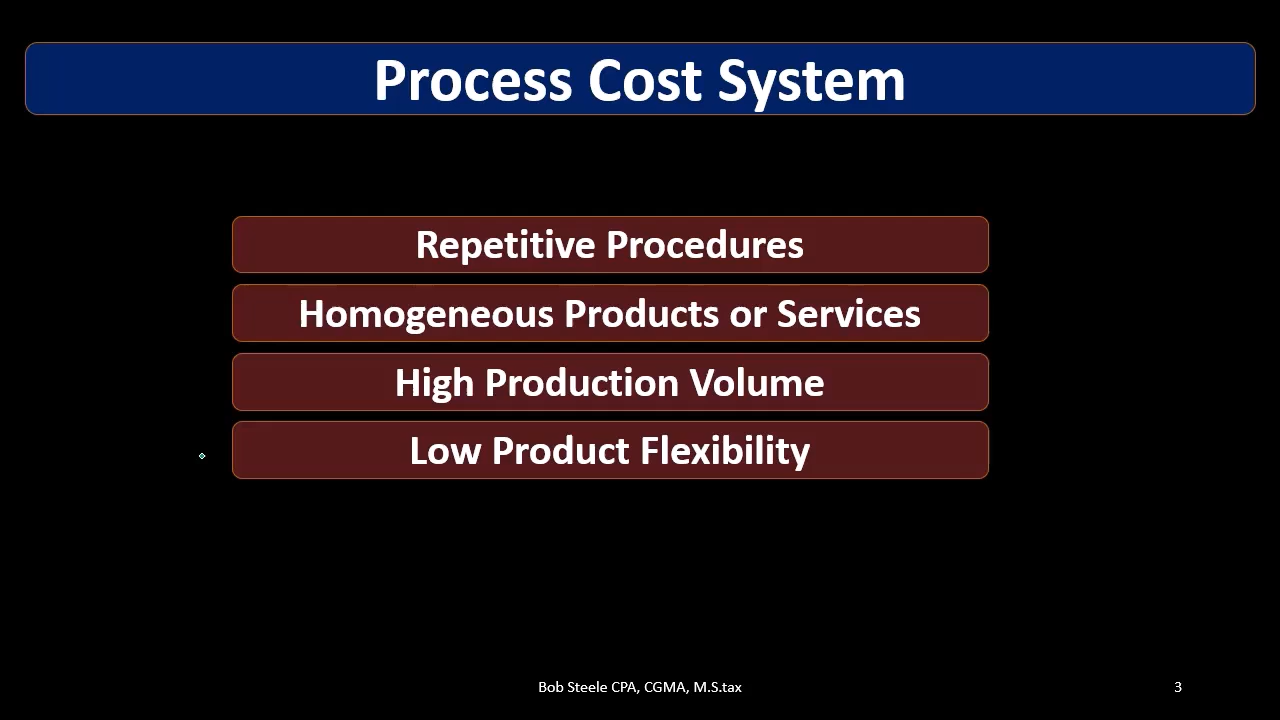 Process Cost System
Repetitive Procedures
Homogeneous Products or Services
High Production Volume
Low Product Flexibility
Bob Steele CPA, CGMA, M.S.tax
3